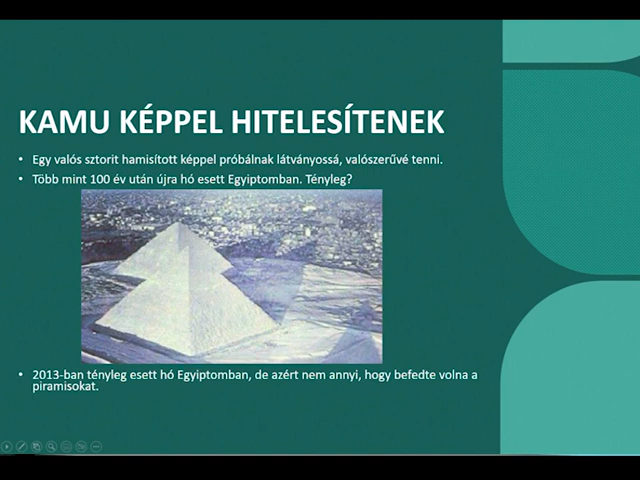 KAMU KÉPPEL HITELESÍTENEK
• Egy valós sztorit hamisított képpel próbálnak látványossá, valószerűvé tenni.
• Több mint 100 év után újra hó esett Egyiptomban. Tényleg?
• 2013-ban tényleg esett hó Egyiptomban, de azért nem annyi, hogy befedte volna a
piramisokat.